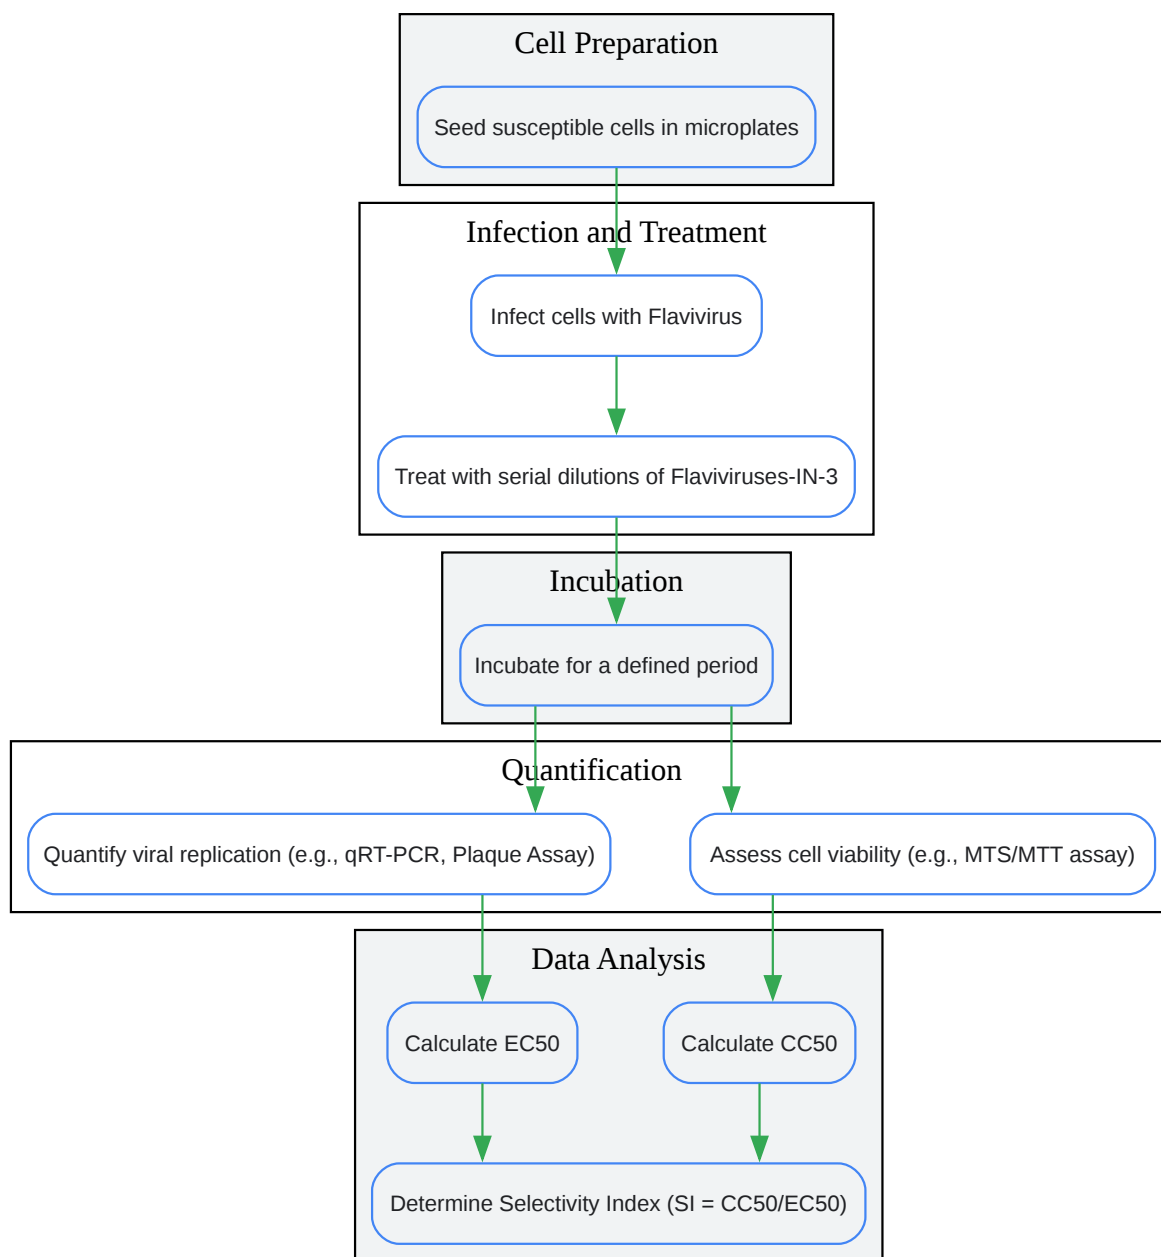 Cell Preparation
Seed susceptible cells in microplates
Infection and Treatment
Infect cells with Flavivirus
Treat with serial dilutions of Flaviviruses-IN-3
Incubation
Incubate for a defined period
Quantification
Quantify viral replication (e.g., qRT-PCR, Plaque Assay)
Assess cell viability (e.g., MTS/MTT assay)
Data Analysis
Calculate EC50
Calculate CC50
Determine Selectivity Index (SI = CC50/EC50)